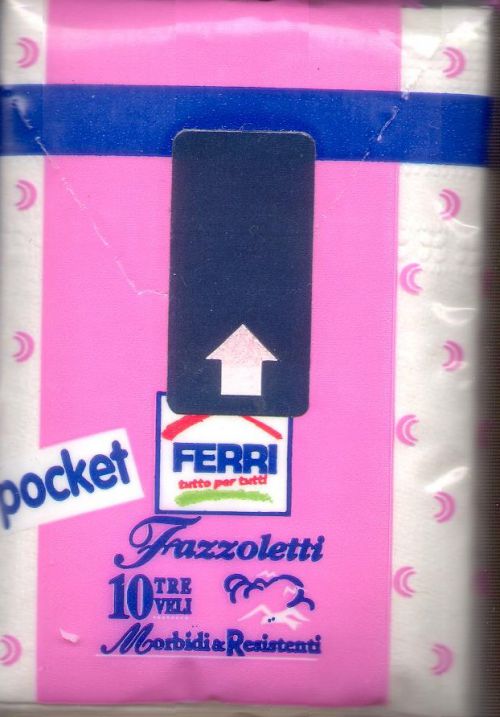 FERRI
tutto per tutti
pocket
Fazzoletti
10 TRE VELI
Morbidi & Resistenti